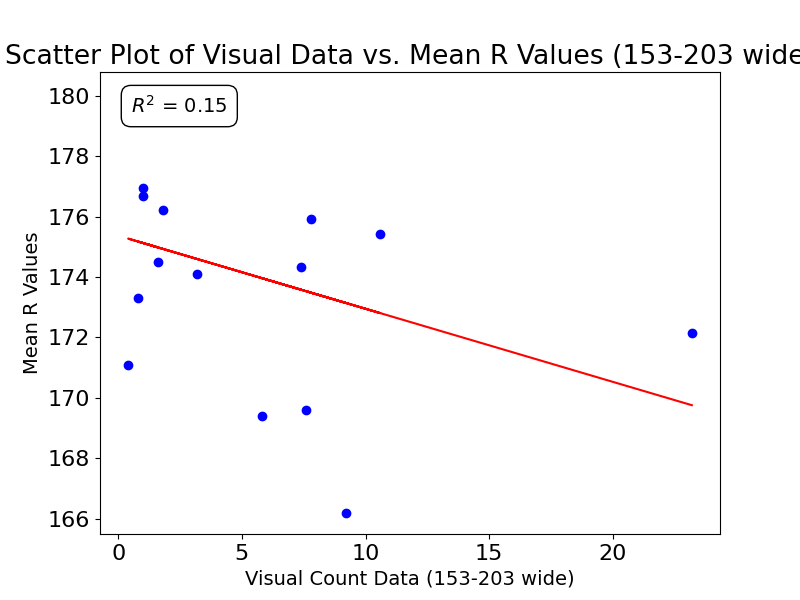 Scatter Plot of Visual Data vs. Mean R Values (153-203 wide
R² = 0.15
180
178
176
174
172
170
168
166
Mean R Values
0 5 10 15 20
Visual Count Data (153-203 wide)